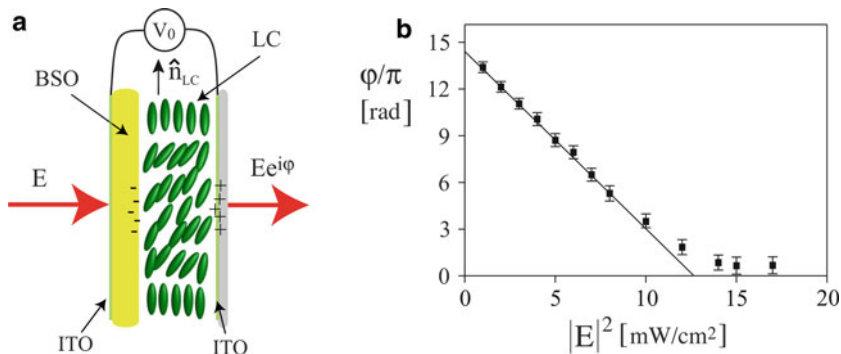 a
V₀
BSO
n̂LC
LC
E
Eeiφ
- - - - -
+ + + + + +
ITO
ITO
b
φ/π
[rad]
15
12
9
6
3
0
0 5 10 15 20
|E|² [mW/cm²]